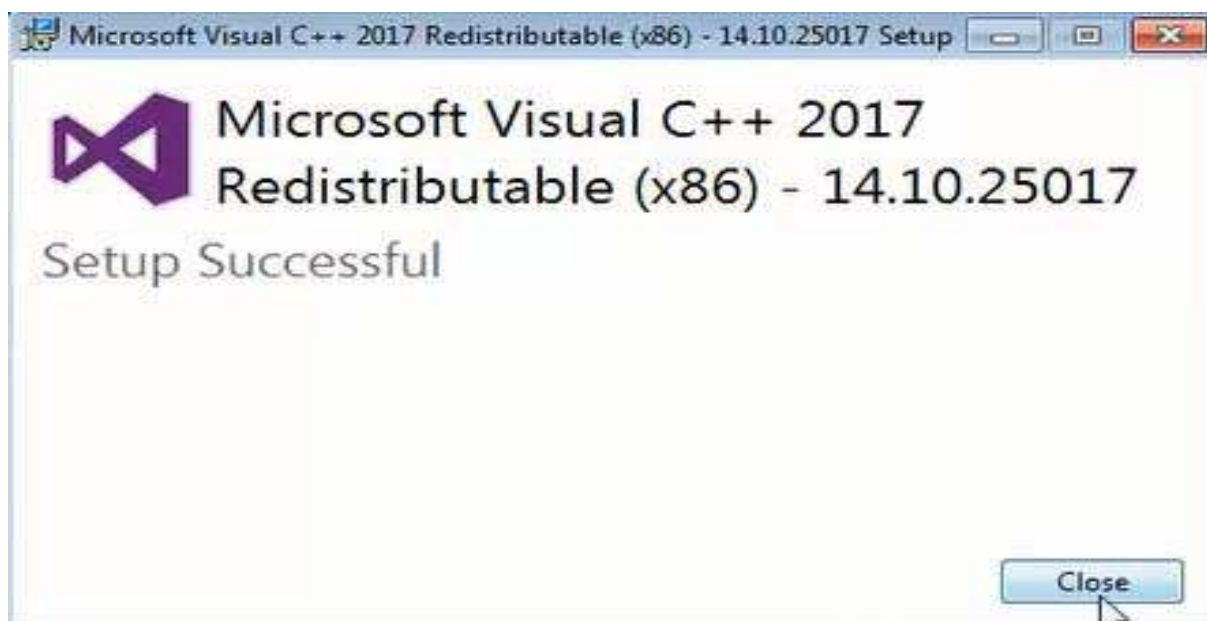 Microsoft Visual C++ 2017 Redistributable (x86) - 14.10.25017 Setup
Microsoft Visual C++ 2017
Redistributable (x86) - 14.10.25017
Setup Successful
Close